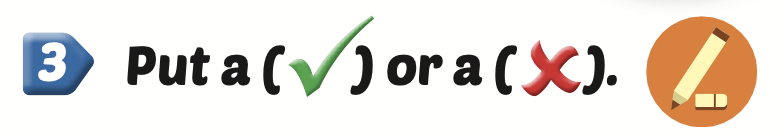 3 Put a (✓) or a (✗).